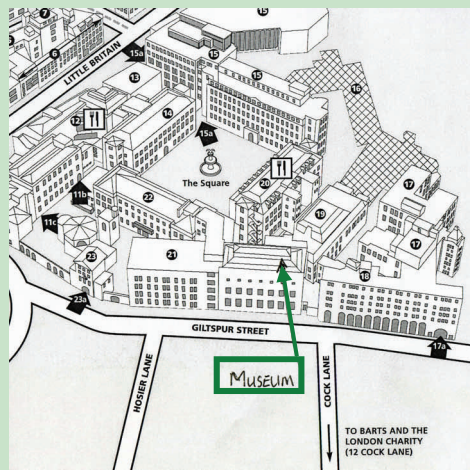 7
6
15
LITTLE BRITAIN
15a
15
15
13
16
12
14
15a
The Square
20
11b
22
17
19
11c
17
21
23
18
23a
GILTSPUR STREET
17a
MUSEUM
HOSIER LANE
COCK LANE
TO BARTS AND THE
LONDON CHARITY
(12 COCK LANE)